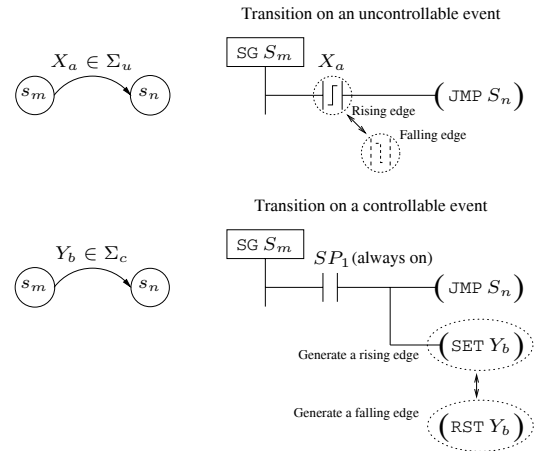 Transition on an uncontrollable event
SG S_m
X_a ∈ Σ_u
X_a
s_m
s_n
( JMP S_n )
Rising edge
Falling edge
Transition on a controllable event
SG S_m
Y_b ∈ Σ_c
SP_1 (always on)
s_m
s_n
( JMP S_n )
Generate a rising edge
( SET Y_b )
Generate a falling edge
( RST Y_b )